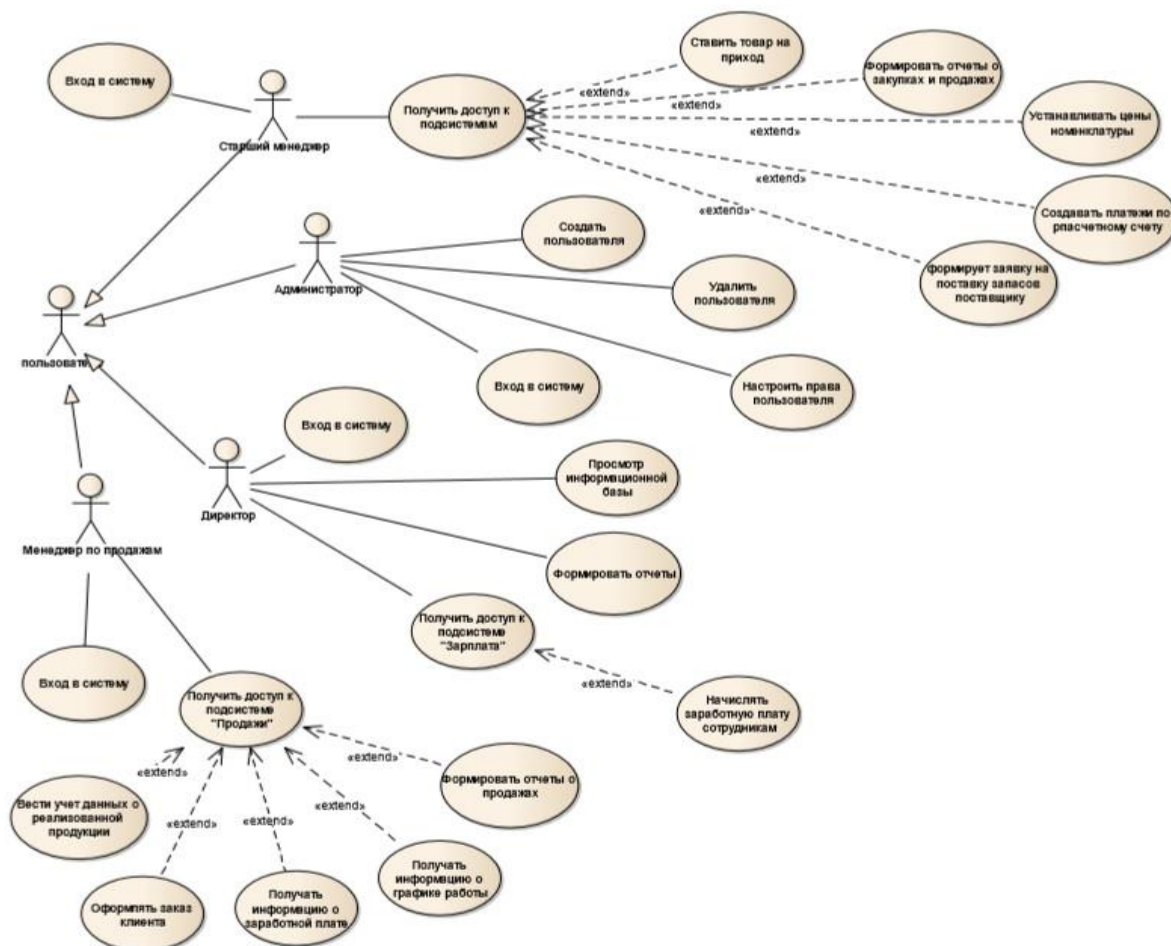 Ставить товар на
приход
Вход в систему
Формировать отчеты о
закупках и продажах
«extend»
«extend»
Получить доступ к
подсистемам
Устанавливать цены
номенклатуры
«extend»
Старший менеджер
«extend»
«extend»
Создавать платежи по
рпасчетному счету
Создать
пользователя
формирует заявку на
поставку запасов
поставщику
Администратор
Удалить
пользователя
пользовате
Вход в систему
Настроить права
пользователя
Вход в систему
Просмотр
информационной
базы
Директор
Менеджер по продажам
Формировать отчеты
Получить доступ к
подсистеме
"Зарплата"
Вход в систему
«extend»
Получить доступ к
подсистеме
"Продажи"
Начислять
заработную плату
сотрудникам
«extend»
«extend»
Формировать отчеты о
продажах
Вести учет данных о
реализованной
продукции
«extend»
«extend»
«extend»
Получать
информацию о
графике работы
Оформлять заказ
клиента
Получать
информацию о
заработной плате